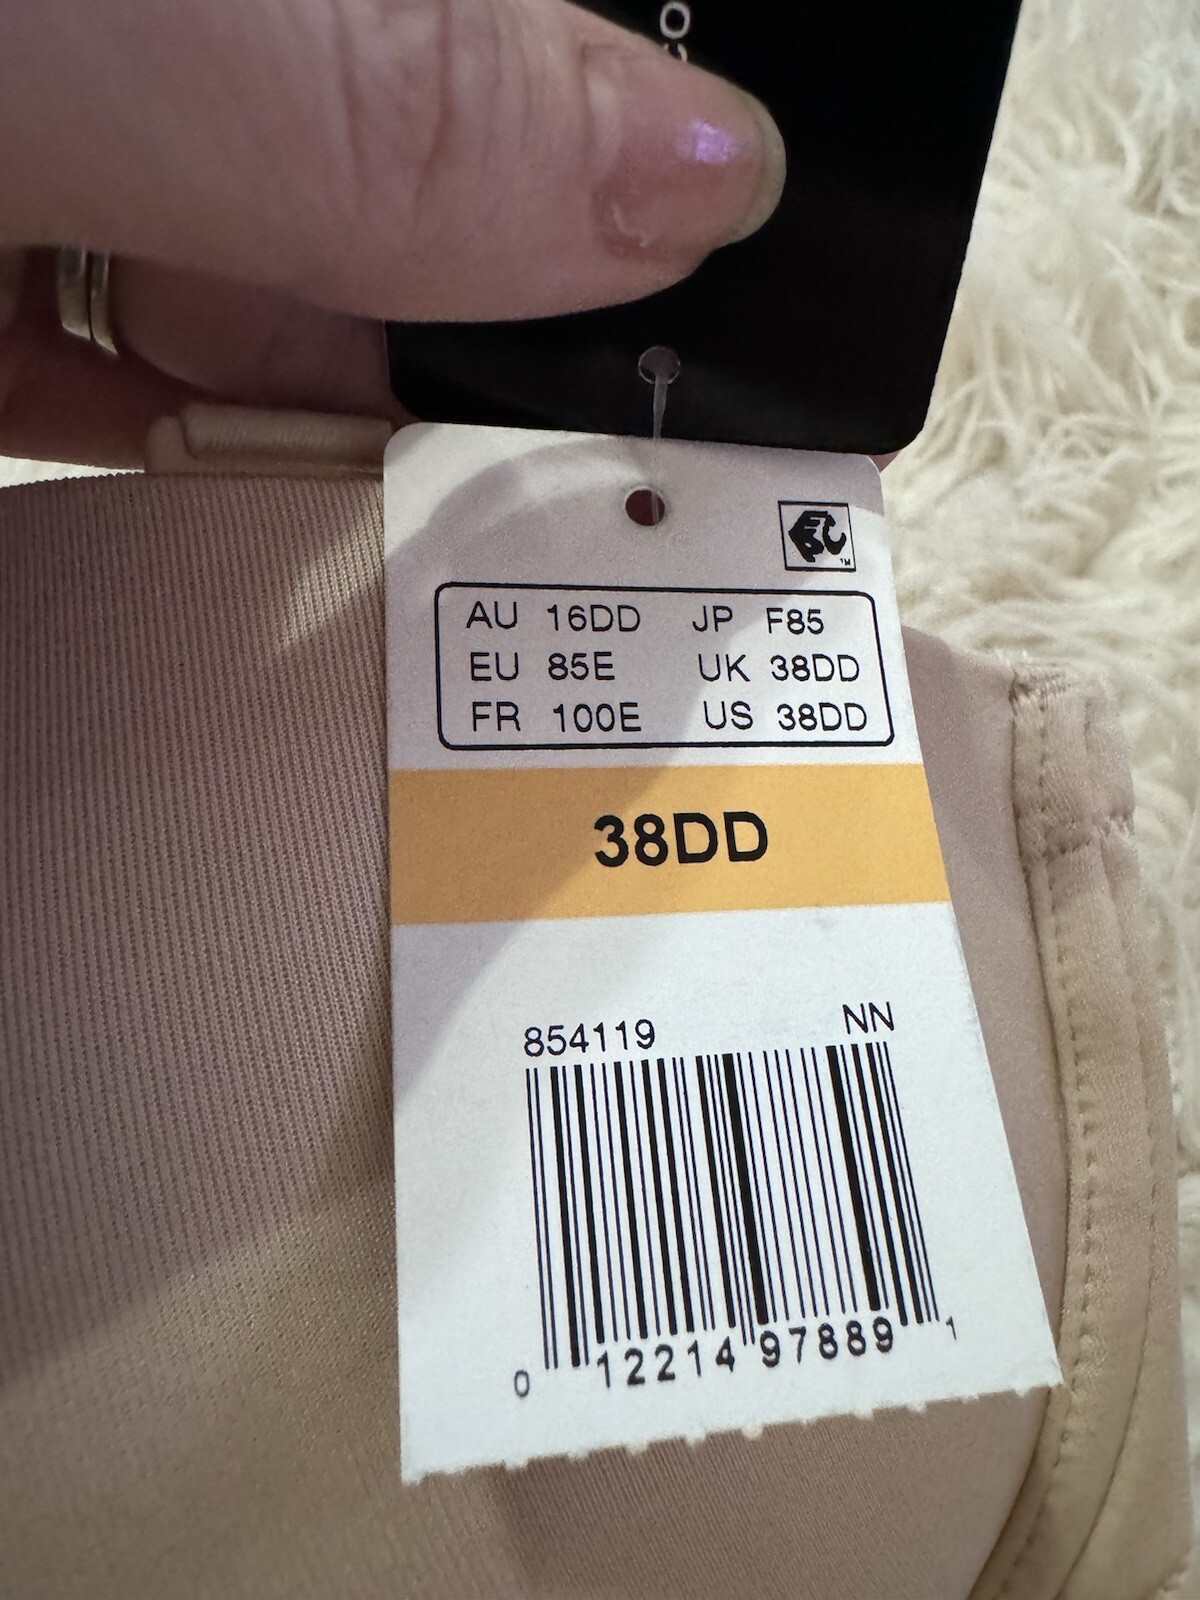 CO
AU 16DD JP F85
EU 85E UK 38DD
FR 100E US 38DD
38DD
854119 NN
0 12214 97889 1